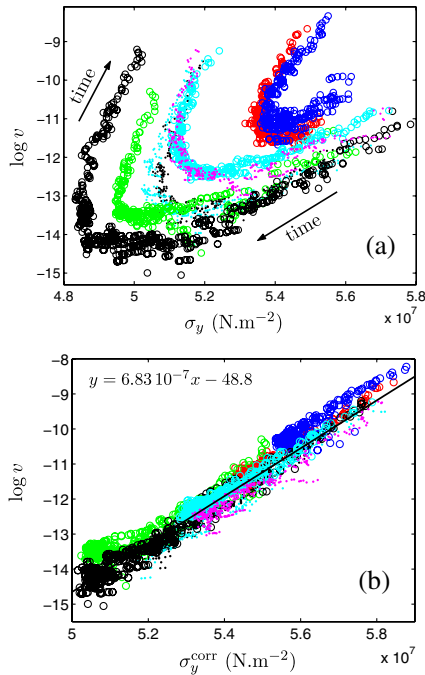 −9
−10
−11
−12
−13
−14
−15
log v
time
time
(a)
4.8 5 5.2 5.4 5.6 5.8
x 10^7
σ_y (N.m^{−2})
−8
−9
−10
−11
−12
−13
−14
−15
log v
y = 6.83 10^{−7}x − 48.8
(b)
5 5.2 5.4 5.6 5.8
x 10^7
σ_y^{corr} (N.m^{−2})